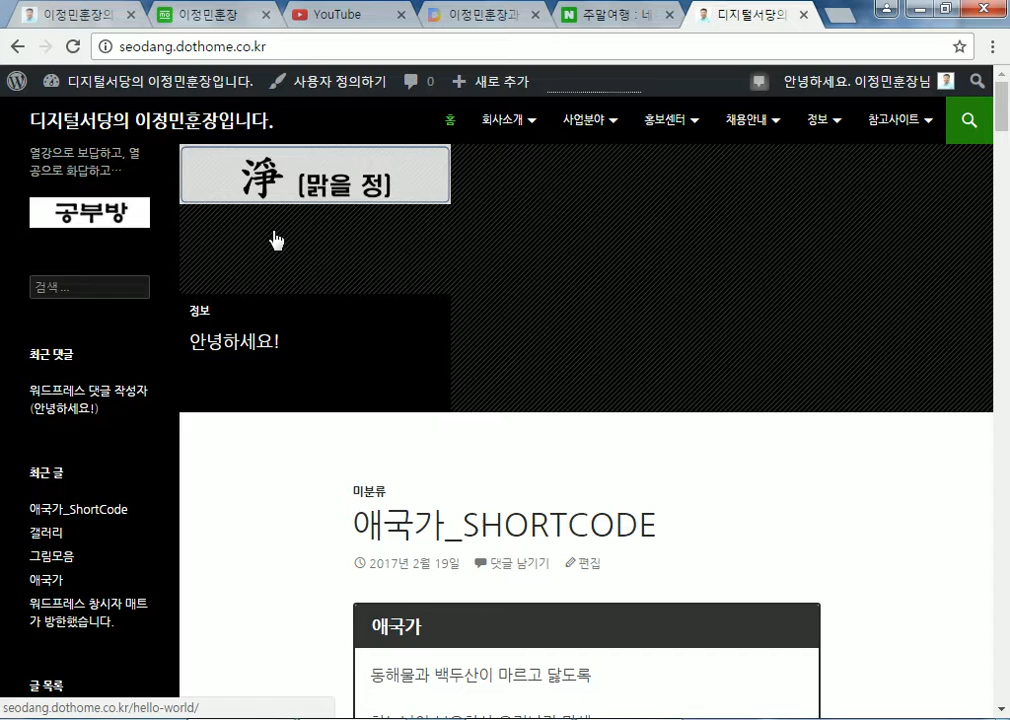 이정민훈장의
이정민훈장
YouTube
이정민훈장과
주말여행 : 네
디지털서당의
seodang.dothome.co.kr
디지털서당의 이정민훈장입니다.
사용자 정의하기
0
새로 추가
안녕하세요. 이정민훈장님
디지털서당의 이정민훈장입니다.
홈
회사소개
사업분야
홍보센터
채용안내
정보
참고사이트
열강으로 보답하고, 열
공으로 화답하고…
淨 [맑을 정]
공부방
검색 ...
정보
안녕하세요!
최근 댓글
워드프레스 댓글 작성자
(안녕하세요!)
최근 글
애국가_ShortCode
갤러리
그림모음
애국가
워드프레스 창시자 매트
가 방한했습니다.
글 목록
미분류
애국가_SHORTCODE
2017년 2월 19일
댓글 남기기
편집
애국가
동해물과 백두산이 마르고 닳도록
seodang.dothome.co.kr/hello-world/